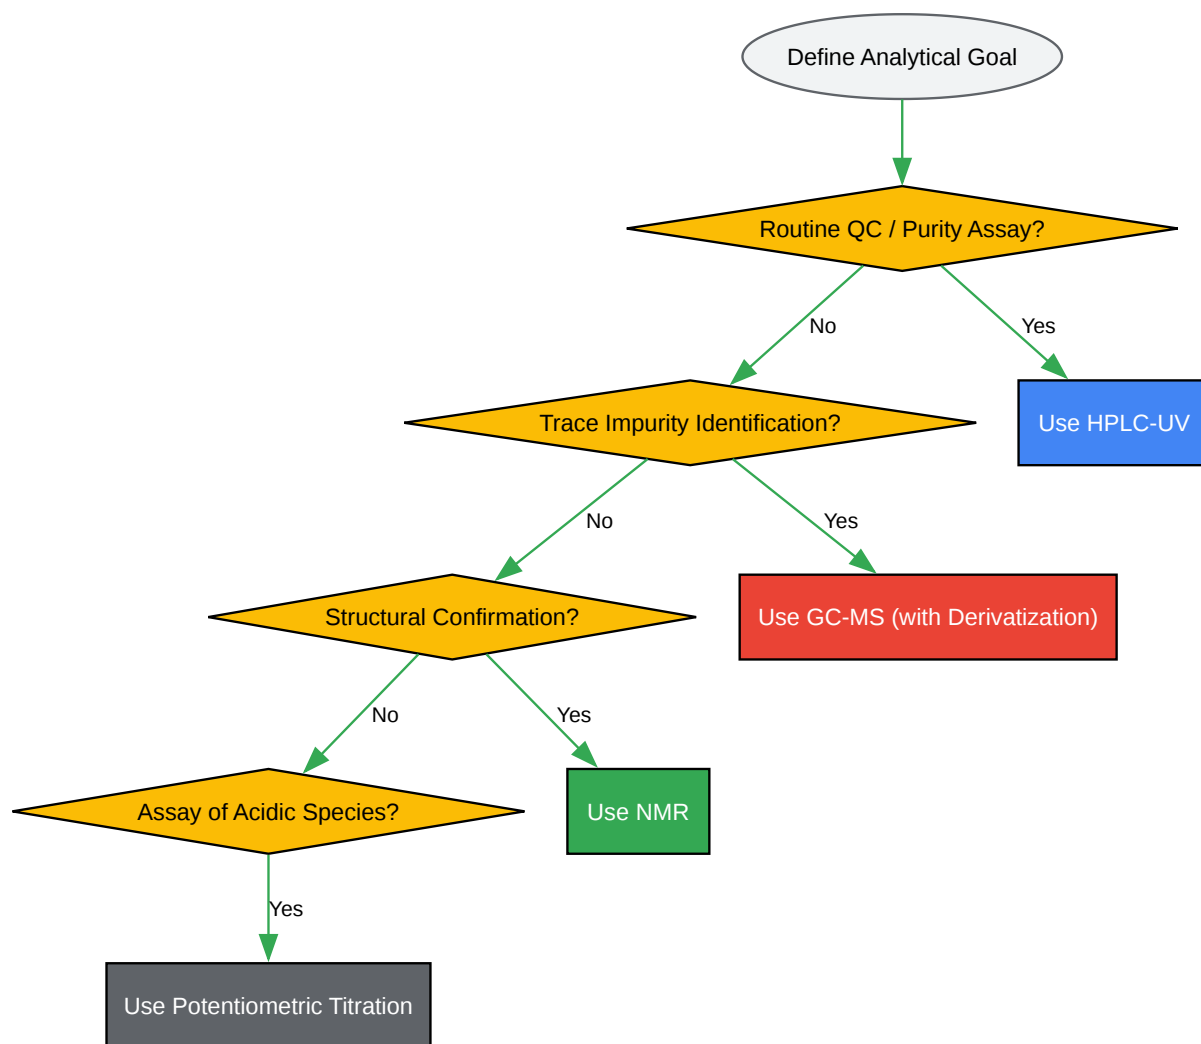 Define Analytical Goal
Routine QC / Purity Assay?
No
Yes
Trace Impurity Identification?
Use HPLC-UV
No
Yes
Structural Confirmation?
Use GC-MS (with Derivatization)
No
Yes
Assay of Acidic Species?
Use NMR
Yes
Use Potentiometric Titration